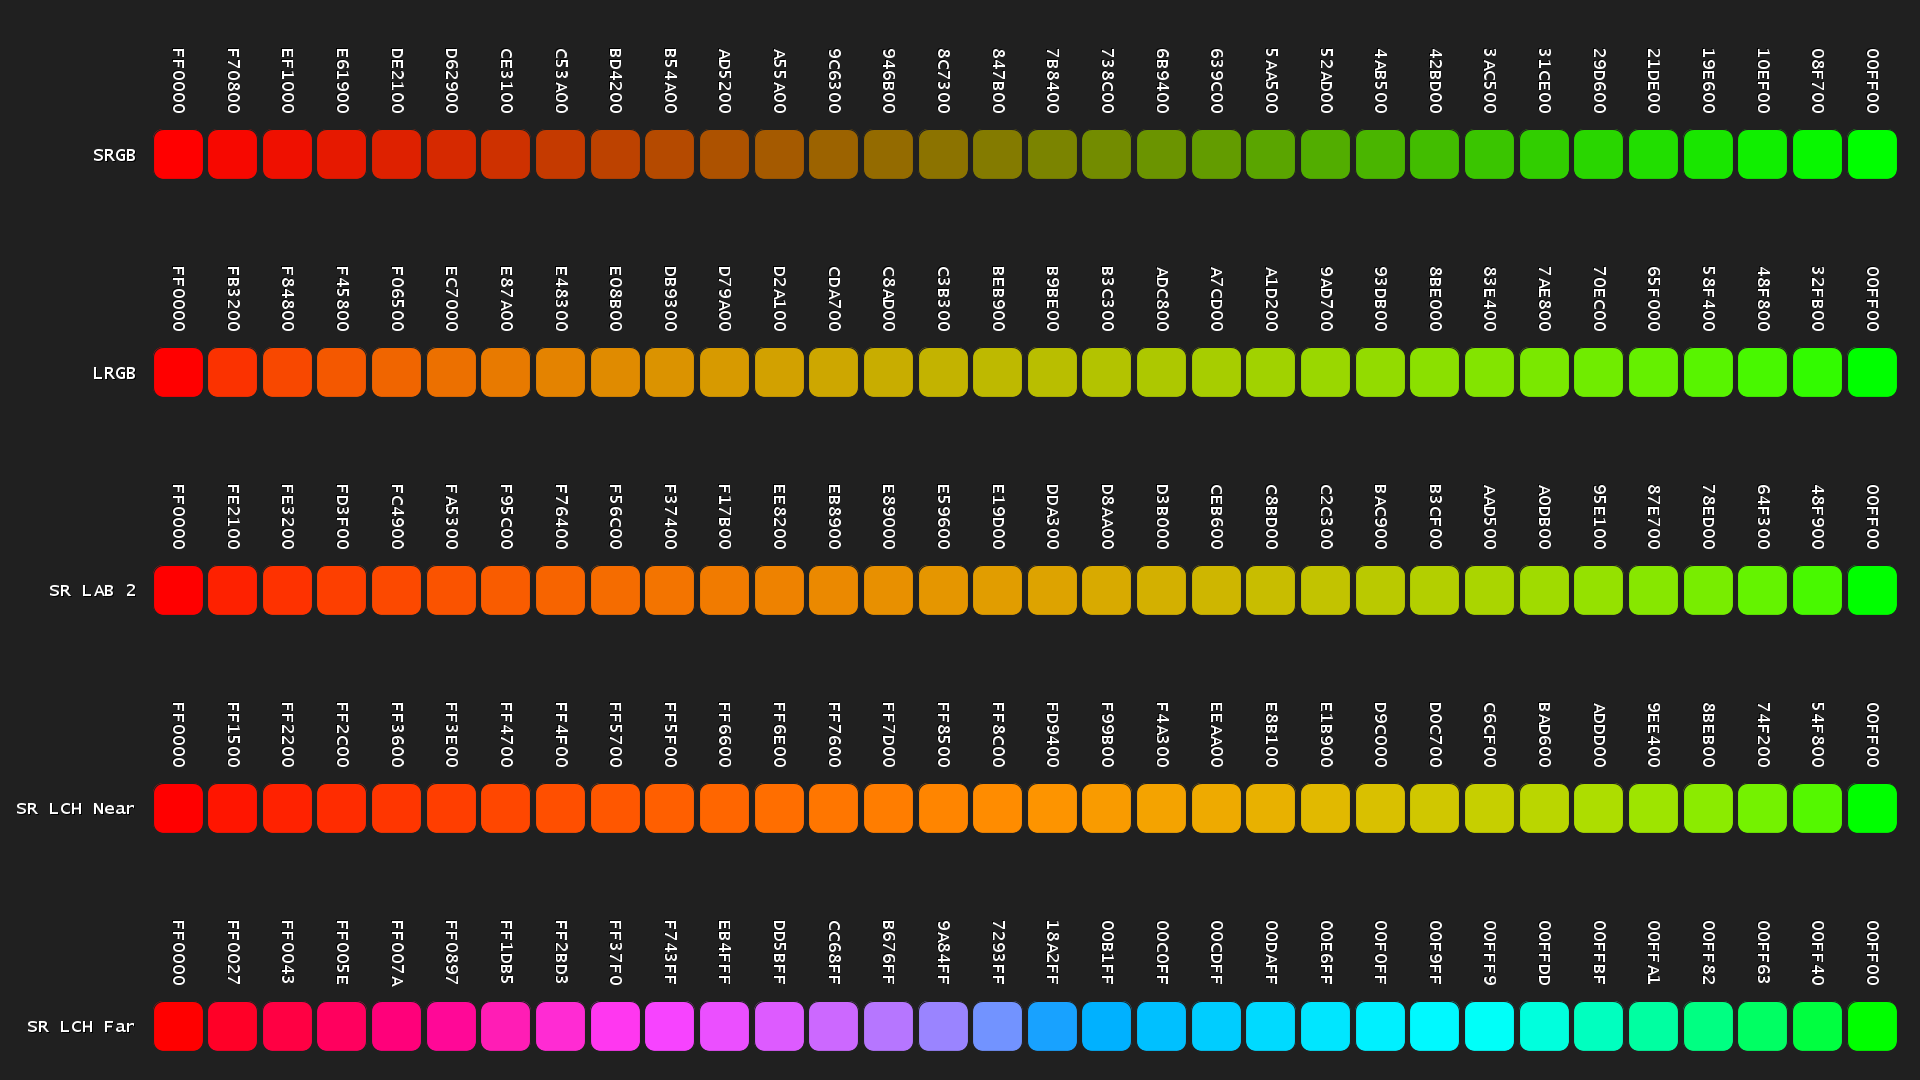 FF0000 F70800 EF1000 E61900 DE2100 D62900 CE3100 C53A00 BD4200 B54A00 AD5200 A55A00 9C6300 946B00 8C7300 847B00 7B8400 738C00 6B9400 639C00 5AA500 52AD00 4AB500 42BD00 3AC500 31CE00 29D600 21DE00 19E600 10EF00 08F700 00FF00
SRGB
FF0000 FB3200 F84800 F45800 F06500 EC7000 E87A00 E48300 E08B00 DB9300 D79A00 D2A100 CDA700 C8AD00 C3B300 BEB900 B9BE00 B3C300 ADC800 A7CD00 A1D200 9AD700 93DB00 8BE000 83E400 7AE800 70EC00 65F000 58F400 48F800 32FB00 00FF00
LRGB
FF0000 FE2100 FE3200 FD3F00 FC4900 FA5300 F95C00 F76400 F56C00 F37400 F17B00 EE8200 EB8900 E89000 E59600 E19D00 DDA300 D8AA00 D3B000 CEB600 C8BD00 C2C300 BAC900 B3CF00 AAD500 A0DB00 95E100 87E700 78ED00 64F300 48F900 00FF00
SR LAB 2
FF0000 FF1500 FF2200 FF2C00 FF3600 FF3E00 FF4700 FF4F00 FF5700 FF5F00 FF6600 FF6E00 FF7600 FF7D00 FF8500 FF8C00 FD9400 F99B00 F4A300 EEAA00 E8B100 E1B900 D9C000 D0C700 C6CF00 BAD600 ADDD00 9EE400 8BEB00 74F200 54F800 00FF00
SR LCH Near
FF0000 FF0027 FF0043 FF005E FF007A FF0897 FF1DB5 FF2BD3 FF37F0 F743FF EB4FFF DD5BFF CC68FF B676FF 9A84FF 7293FF 18A2FF 00B1FF 00C0FF 00CDFF 00DAFF 00E6FF 00F0FF 00F9FF 00FFF9 00FFDD 00FFBF 00FFA1 00FF82 00FF63 00FF40 00FF00
SR LCH Far